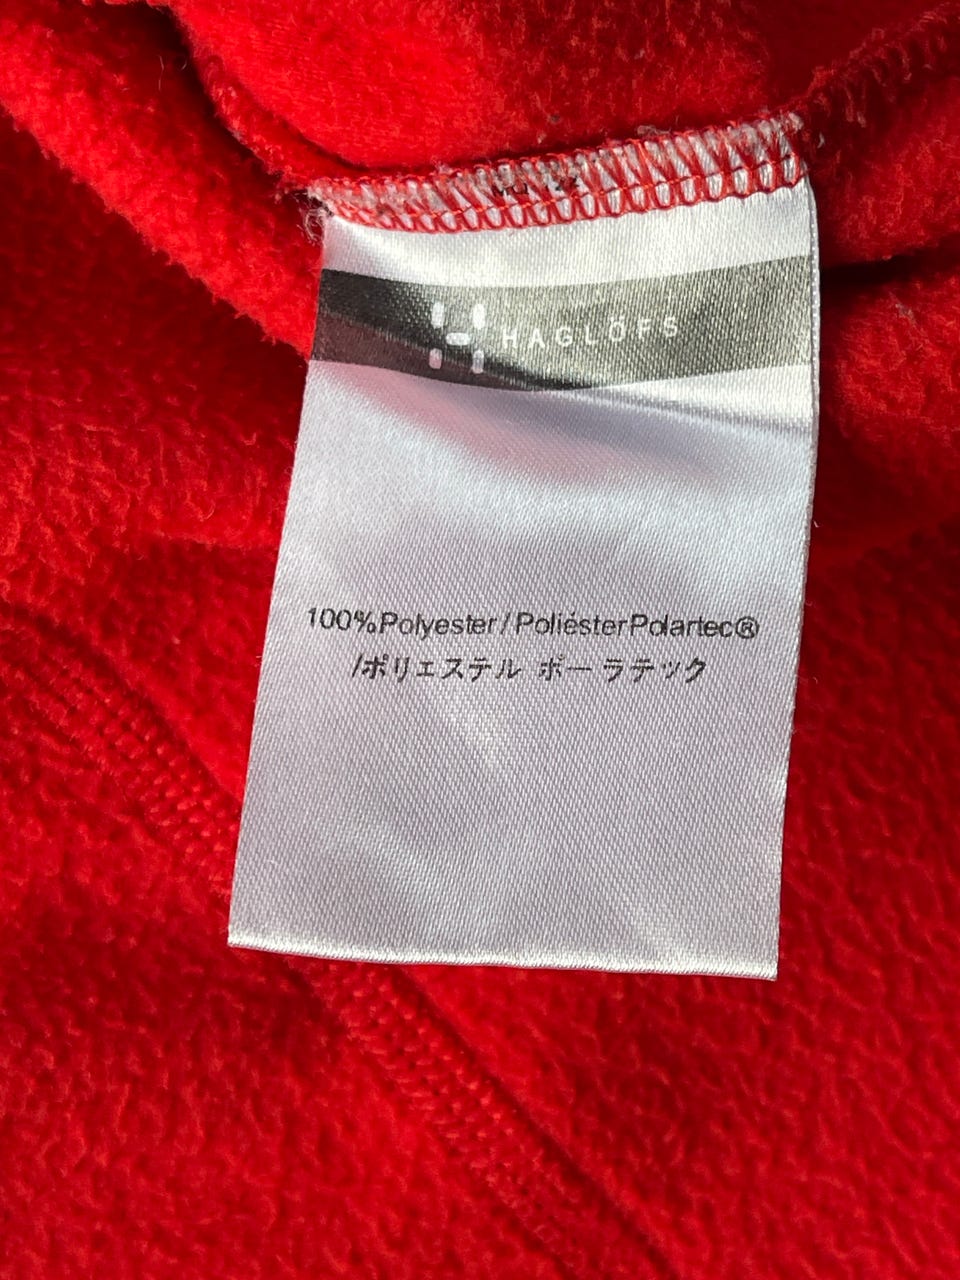 HAGLÖFS
100%Polyester/PoliésterPolartec®
/ポリエステル ポーラテック